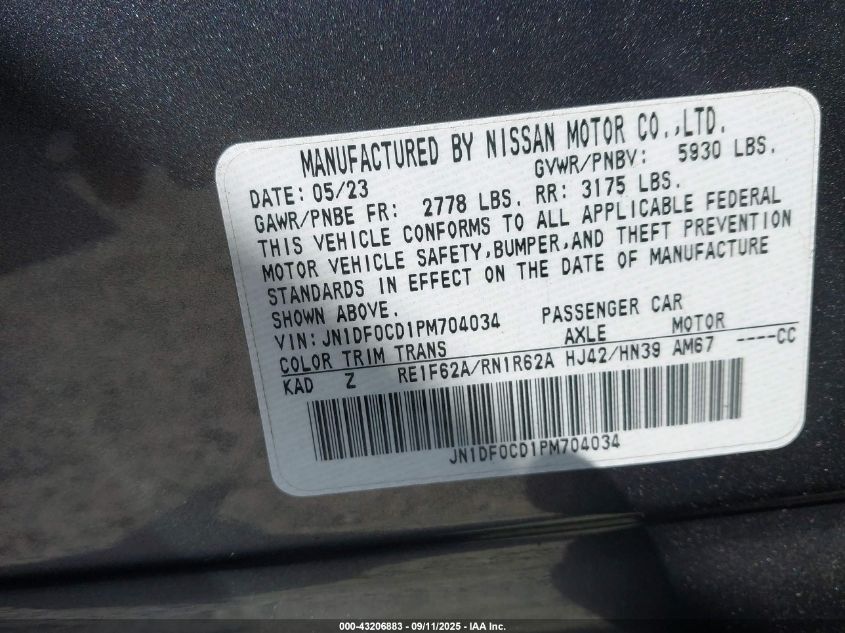 MANUFACTURED BY NISSAN MOTOR CO.,LTD.
DATE: 05/23 GVWR/PNBV: 5930 LBS.
GAWR/PNBE FR: 2778 LBS. RR: 3175 LBS.
THIS VEHICLE CONFORMS TO ALL APPLICABLE FEDERAL
MOTOR VEHICLE SAFETY,BUMPER,AND THEFT PREVENTION
STANDARDS IN EFFECT ON THE DATE OF MANUFACTURE
SHOWN ABOVE.
VIN: JN1DF0CD1PM704034 PASSENGER CAR
COLOR TRIM TRANS AXLE MOTOR
KAD Z RE1F62A/RN1R62A HJ42/HN39 AM67 ----CC
JN1DF0CD1PM704034
000-43206883 - 09/11/2025 - IAA Inc.